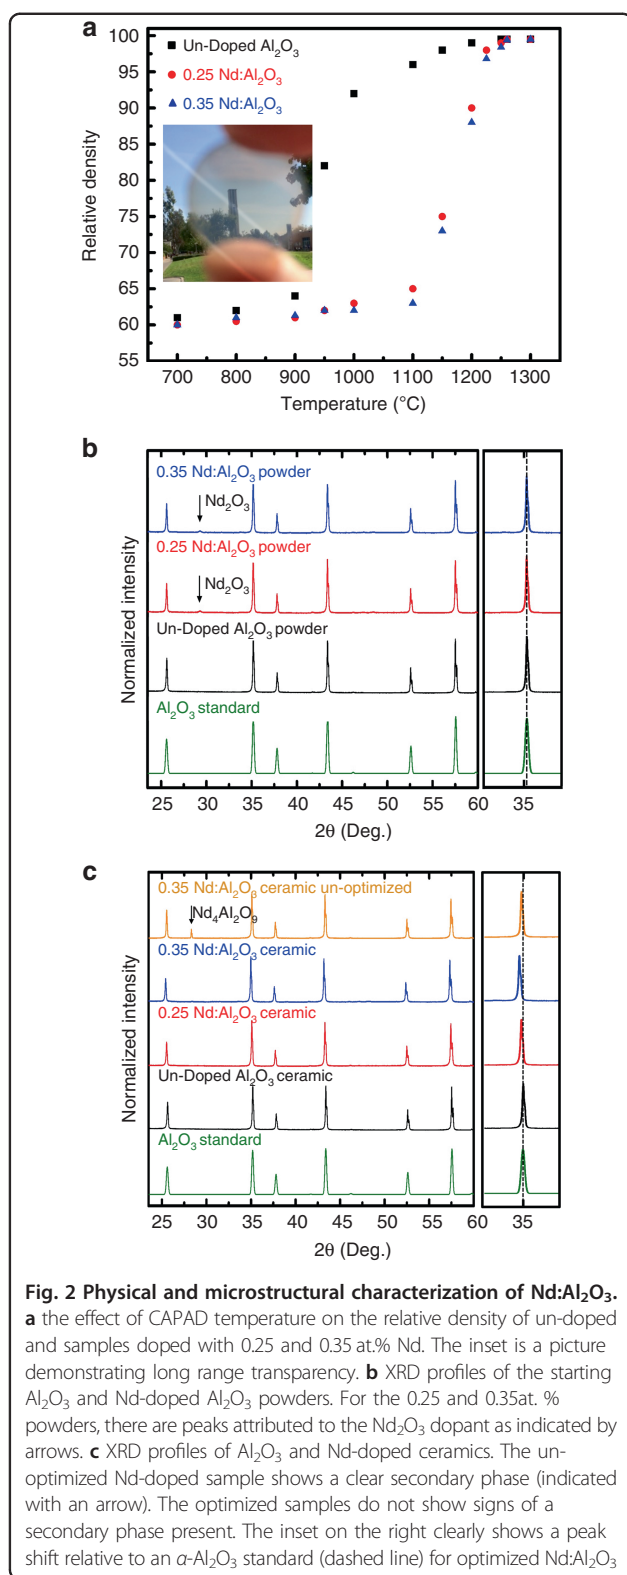 a
100
95
90
85
80
75
70
65
60
55
Relative density
Un-Doped Al₂O₃
0.25 Nd:Al₂O₃
0.35 Nd:Al₂O₃
700 800 900 1000 1100 1200 1300
Temperature (°C)
b
Normalized intensity
0.35 Nd:Al₂O₃ powder
Nd₂O₃
0.25 Nd:Al₂O₃ powder
Nd₂O₃
Un-Doped Al₂O₃ powder
Al₂O₃ standard
25 30 35 40 45 50 55 60 35
2θ (Deg.)
c
Normalized intensity
0.35 Nd:Al₂O₃ ceramic un-optimized
Nd₄Al₂O₉
0.35 Nd:Al₂O₃ ceramic
0.25 Nd:Al₂O₃ ceramic
Un-Doped Al₂O₃ ceramic
Al₂O₃ standard
25 30 35 40 45 50 55 60 35
2θ (Deg.)
Fig. 2 Physical and microstructural characterization of Nd:Al₂O₃.
a the effect of CAPAD temperature on the relative density of un-doped
and samples doped with 0.25 and 0.35 at.% Nd. The inset is a picture
demonstrating long range transparency. b XRD profiles of the starting
Al₂O₃ and Nd-doped Al₂O₃ powders. For the 0.25 and 0.35at. %
powders, there are peaks attributed to the Nd₂O₃ dopant as indicated by
arrows. c XRD profiles of Al₂O₃ and Nd-doped ceramics. The un-
optimized Nd-doped sample shows a clear secondary phase (indicated
with an arrow). The optimized samples do not show signs of a
secondary phase present. The inset on the right clearly shows a peak
shift relative to an α-Al₂O₃ standard (dashed line) for optimized Nd:Al₂O₃